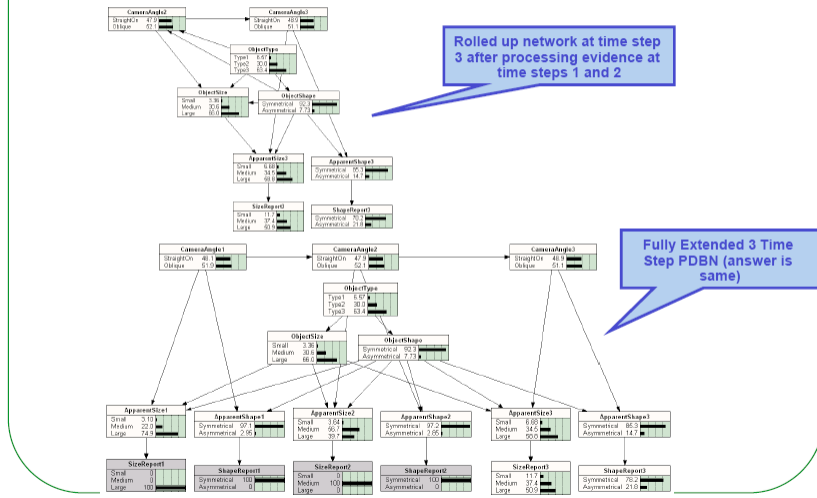 CameraAngle2
StraightOn 47.9
Oblique 52.1
CameraAngle3
StraightOn 48.9
Oblique 51.1
ObjectType
Type1 6.67
Type2 30.0
Type3 63.4
Rolled up network at time step
3 after processing evidence at
time steps 1 and 2
ObjectSize
Small 3.36
Medium 30.6
Large 66.0
ObjectShape
Symmetrical 92.3
Asymmetrical 7.73
ApparentSize3
Small 6.68
Medium 34.5
Large 58.8
ApparentShape3
Symmetrical 85.3
Asymmetrical 14.7
SizeReport3
Small 11.7
Medium 37.4
Large 50.9
ShapeReport3
Symmetrical 78.2
Asymmetrical 21.8
CameraAngle1
StraightOn 48.1
Oblique 51.9
CameraAngle2
StraightOn 47.9
Oblique 52.1
CameraAngle3
StraightOn 48.9
Oblique 51.1
Fully Extended 3 Time
Step PDBN (answer is
same)
ObjectType
Type1 6.67
Type2 30.0
Type3 63.4
ObjectSize
Small 3.36
Medium 30.6
Large 66.0
ObjectShape
Symmetrical 92.3
Asymmetrical 7.73
ApparentSize1
Small 3.10
Medium 22.0
Large 74.9
ApparentShape1
Symmetrical 97.1
Asymmetrical 2.95
ApparentSize2
Small 3.64
Medium 56.7
Large 39.7
ApparentShape2
Symmetrical 97.2
Asymmetrical 2.85
ApparentSize3
Small 6.68
Medium 34.5
Large 58.8
ApparentShape3
Symmetrical 85.3
Asymmetrical 14.7
SizeReport1
Small 0
Medium 0
Large 100
ShapeReport1
Symmetrical 100
Asymmetrical 0
SizeReport2
Small 0
Medium 100
Large 0
ShapeReport2
Symmetrical 100
Asymmetrical 0
SizeReport3
Small 11.7
Medium 37.4
Large 50.9
ShapeReport3
Symmetrical 78.2
Asymmetrical 21.8